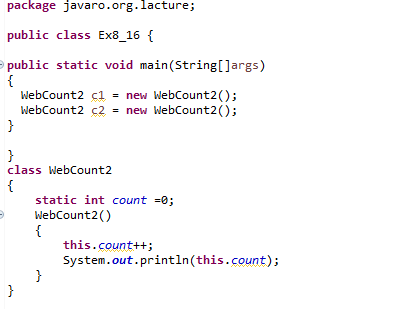 package javaro.org.lacture;
public class Ex8_16 {
public static void main(String[]args)
{
WebCount2 c1 = new WebCount2();
WebCount2 c2 = new WebCount2();
}
}
class WebCount2
{
static int count =0;
WebCount2()
{
this.count++;
System.out.println(this.count);
}
}